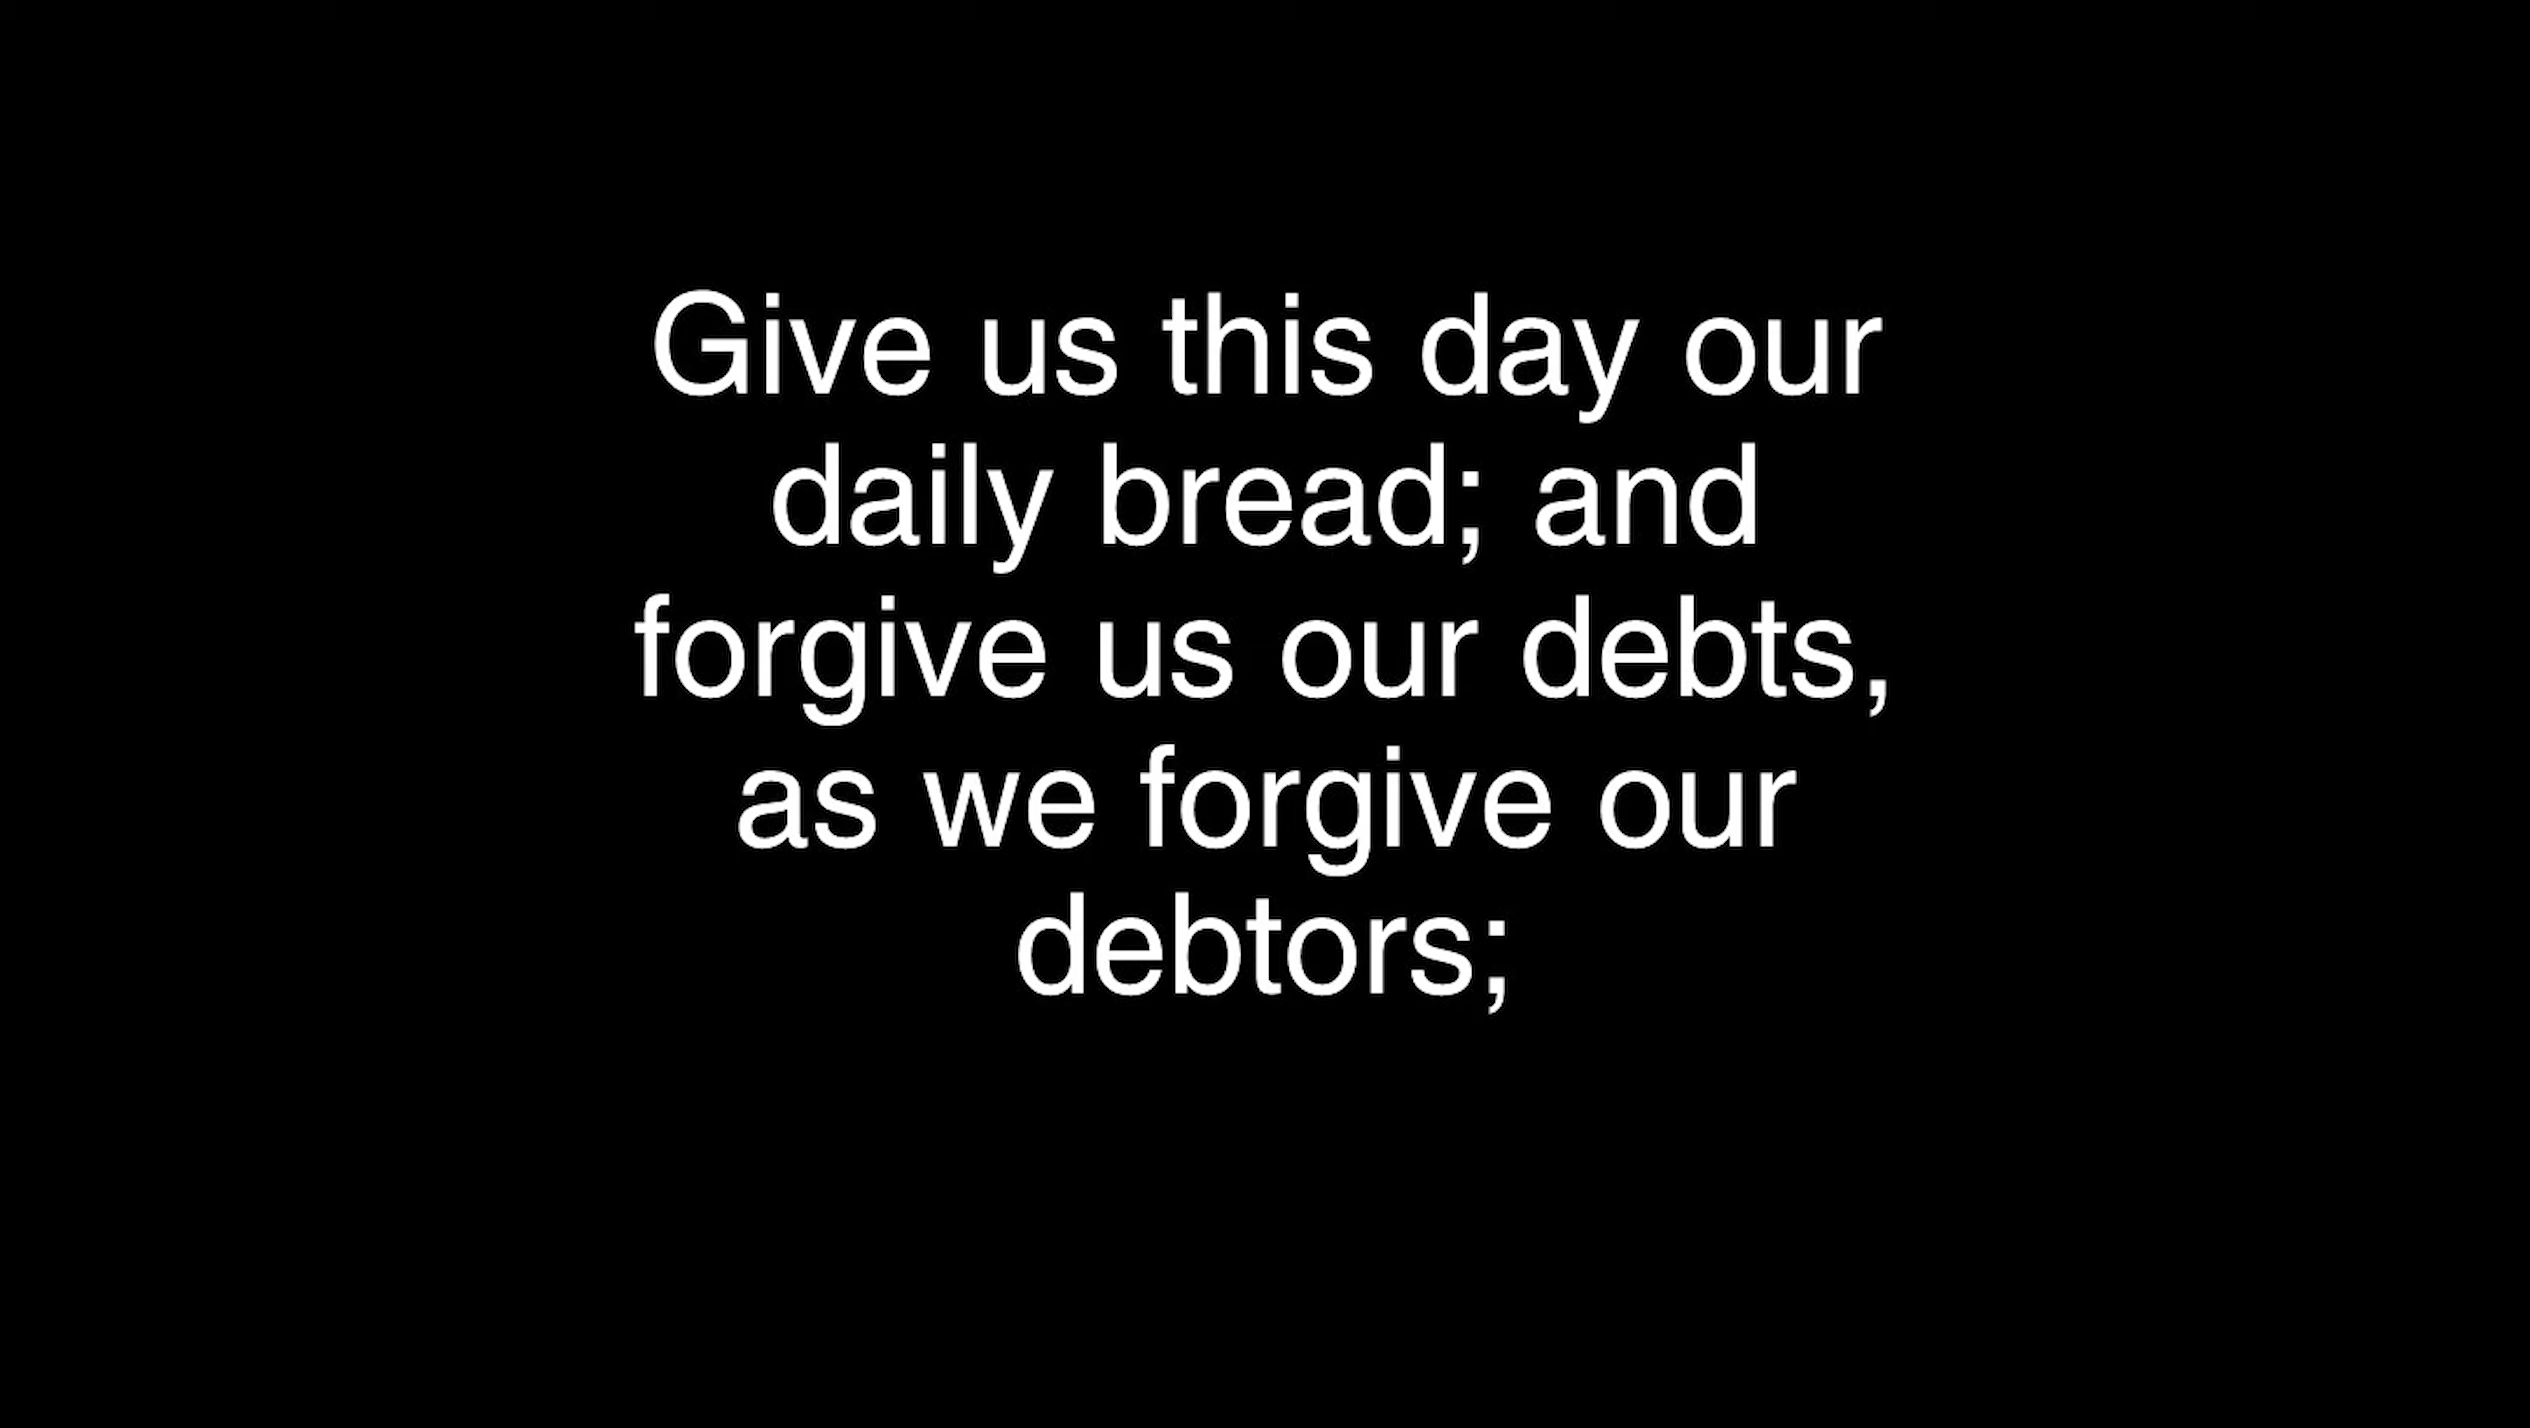 Give us this day our
daily bread; and
forgive us our debts,
as we forgive our
debtors;